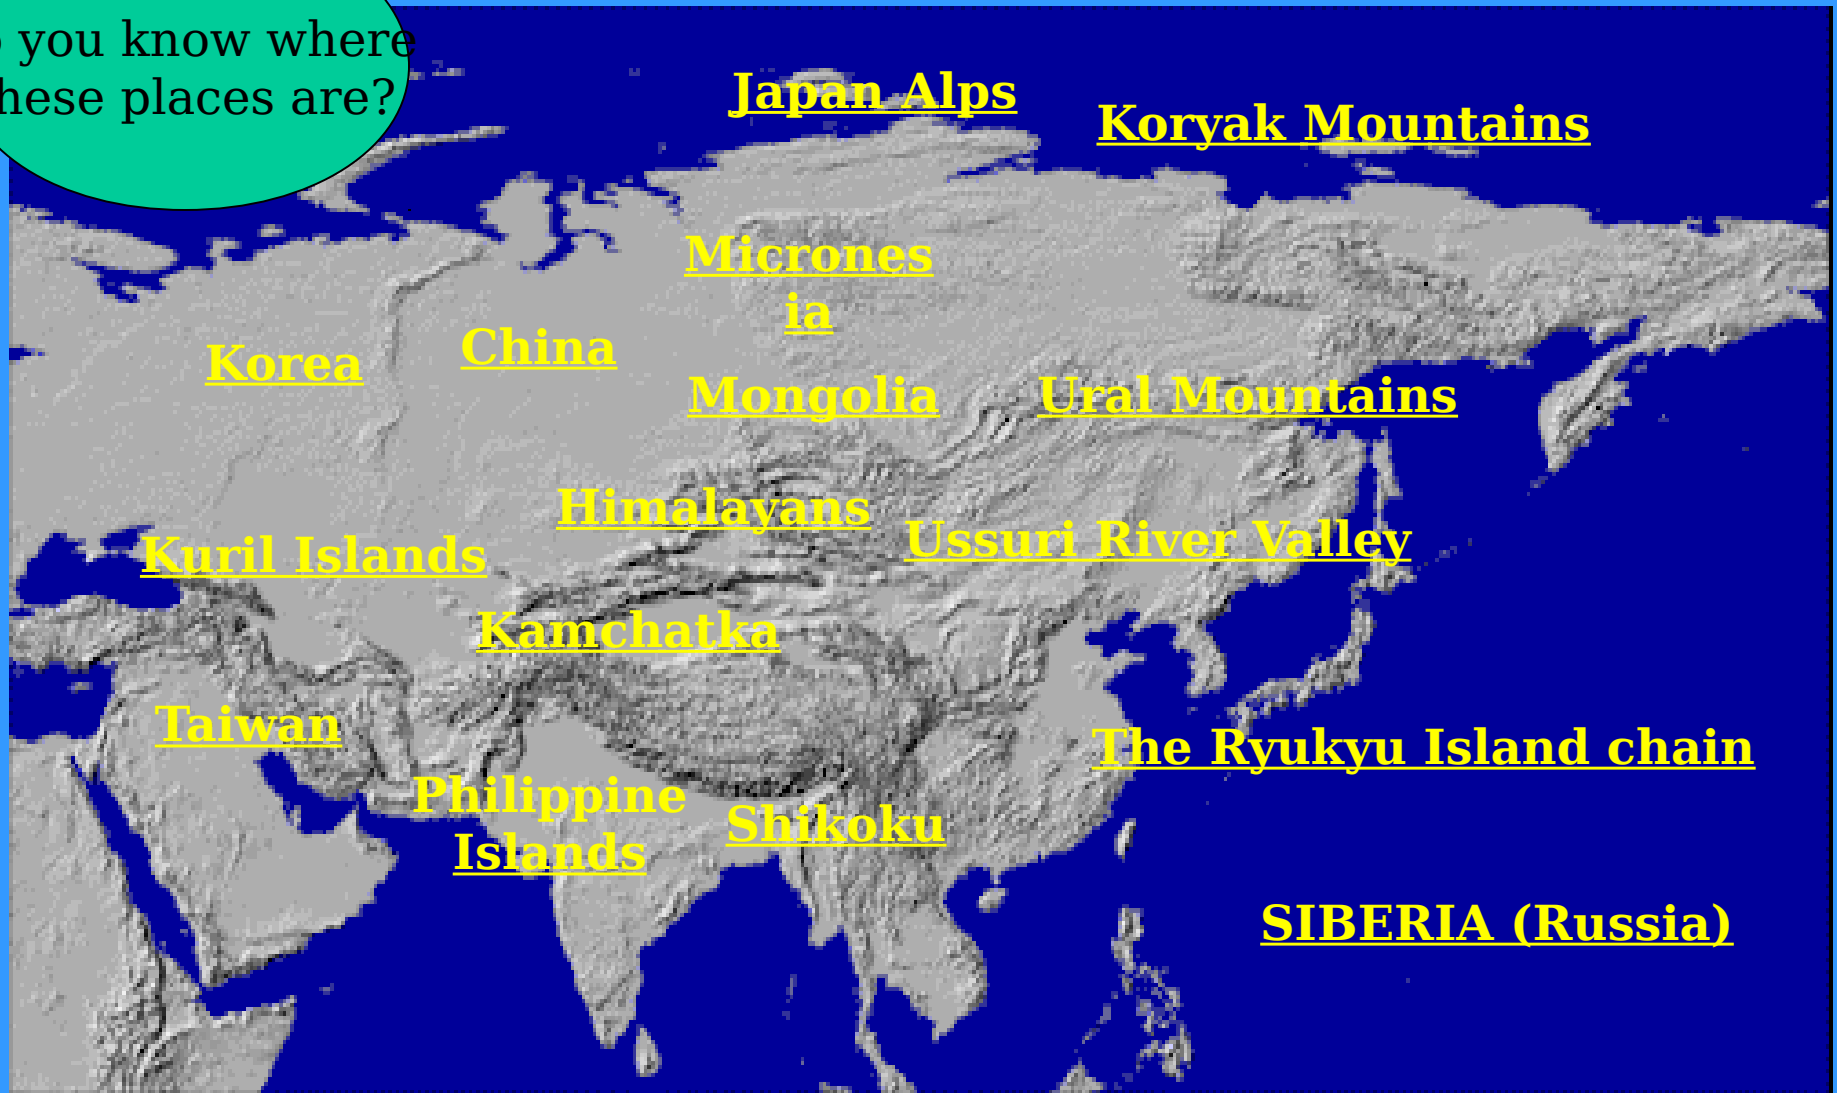 you know where
places are?
Japan Alps
Koryak Mountains
Micrones
ia
China
Korea
Mongolia
Ural Mountains
Himalayans
Ussuri River Valley
Kuril Islands
Kamchatka
Taiwan
The Ryukyu Island chain
Philippine
Islands
Shikoku
SIBERIA (Russia)